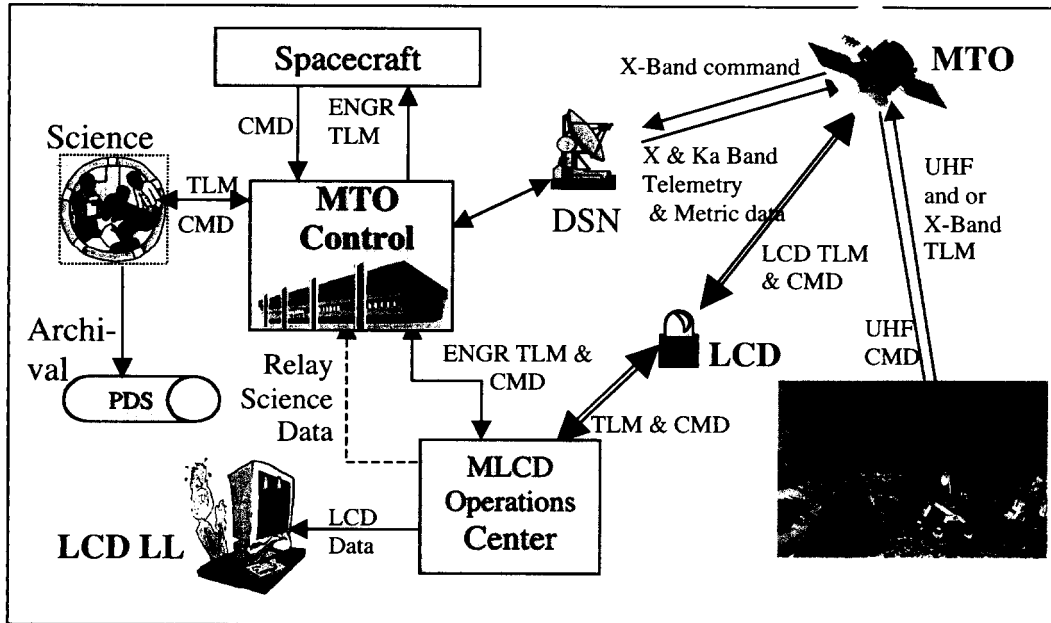 Spacecraft
MTO
X-Band command
CMD
ENGR
TLM
Science
TLM
CMD
MTO
Control
DSN
X & Ka Band
Telemetry
& Metric data
UHF
and or
X-Band
TLM
LCD TLM
& CMD
Archi-
val
PDS
Relay
Science
Data
ENGR TLM &
CMD
LCD
UHF
CMD
TLM & CMD
MLCD
Operations
Center
LCD LL
LCD
Data